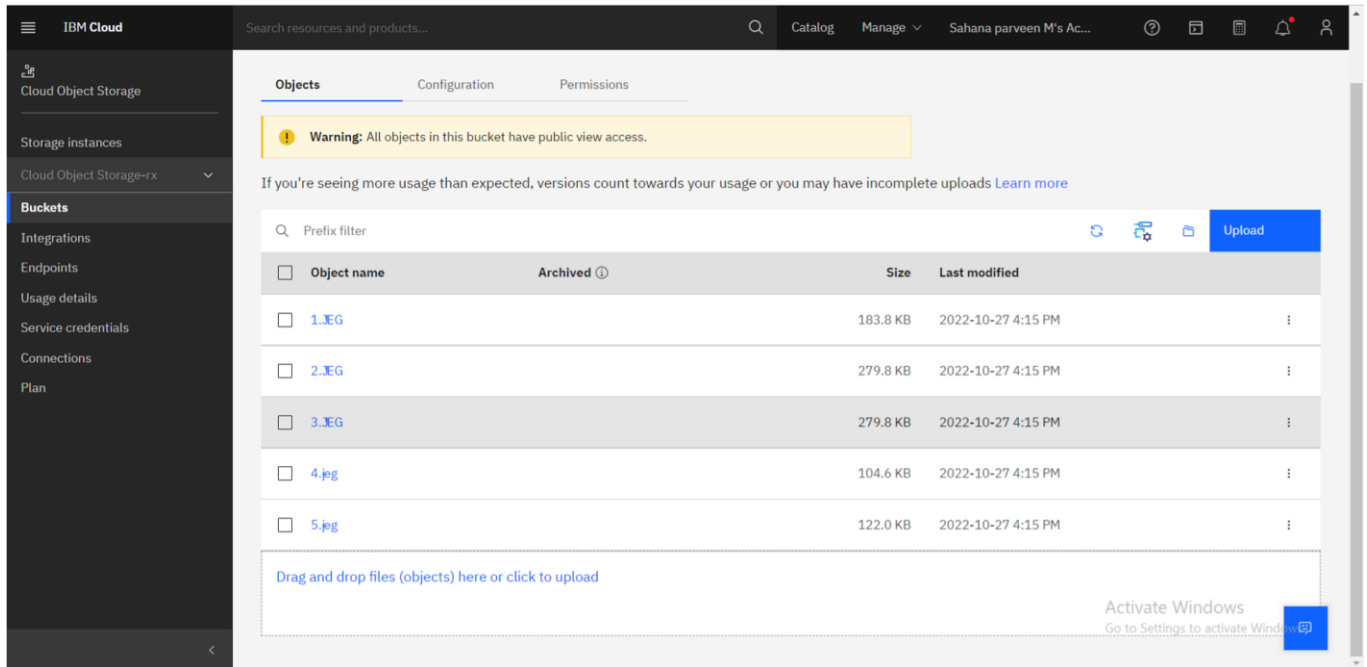 IBM Cloud
Search resources and products...
Catalog
Manage
Sahana parveen M's Ac...
Cloud Object Storage
Storage instances
Cloud Object Storage-rx
Buckets
Integrations
Endpoints
Usage details
Service credentials
Connections
Plan
Objects
Configuration
Permissions
Warning: All objects in this bucket have public view access.
If you're seeing more usage than expected, versions count towards your usage or you may have incomplete uploads Learn more
Prefix filter
Upload
Object name Archived Size Last modified
1.JEG 183.8 KB 2022-10-27 4:15 PM
2.JEG 279.8 KB 2022-10-27 4:15 PM
3.JEG 279.8 KB 2022-10-27 4:15 PM
4.jeg 104.6 KB 2022-10-27 4:15 PM
5.jeg 122.0 KB 2022-10-27 4:15 PM
Drag and drop files (objects) here or click to upload
Activate Windows
Go to Settings to activate Windows